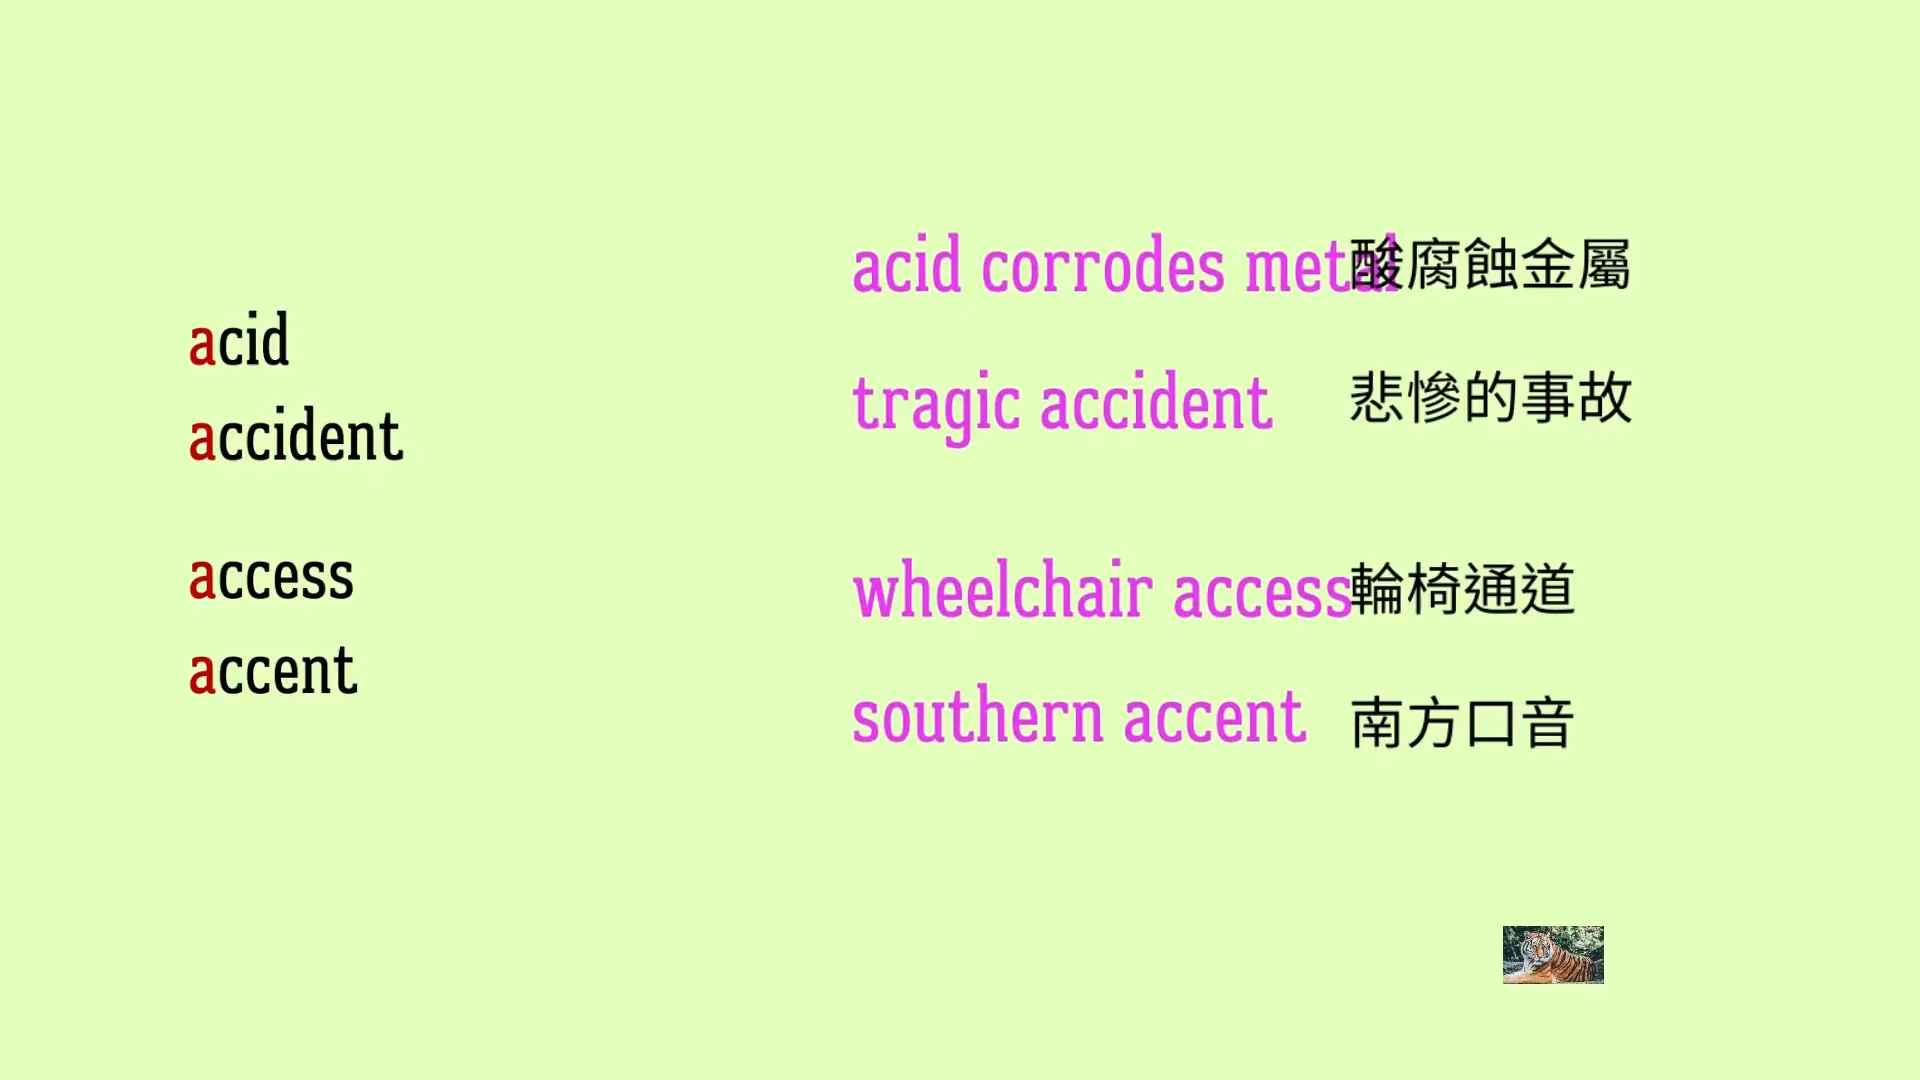 acid
accident
access
accent
acid corrodes metal 酸腐蝕金屬
tragic accident 悲慘的事故
wheelchair access 輪椅通道
southern accent 南方口音